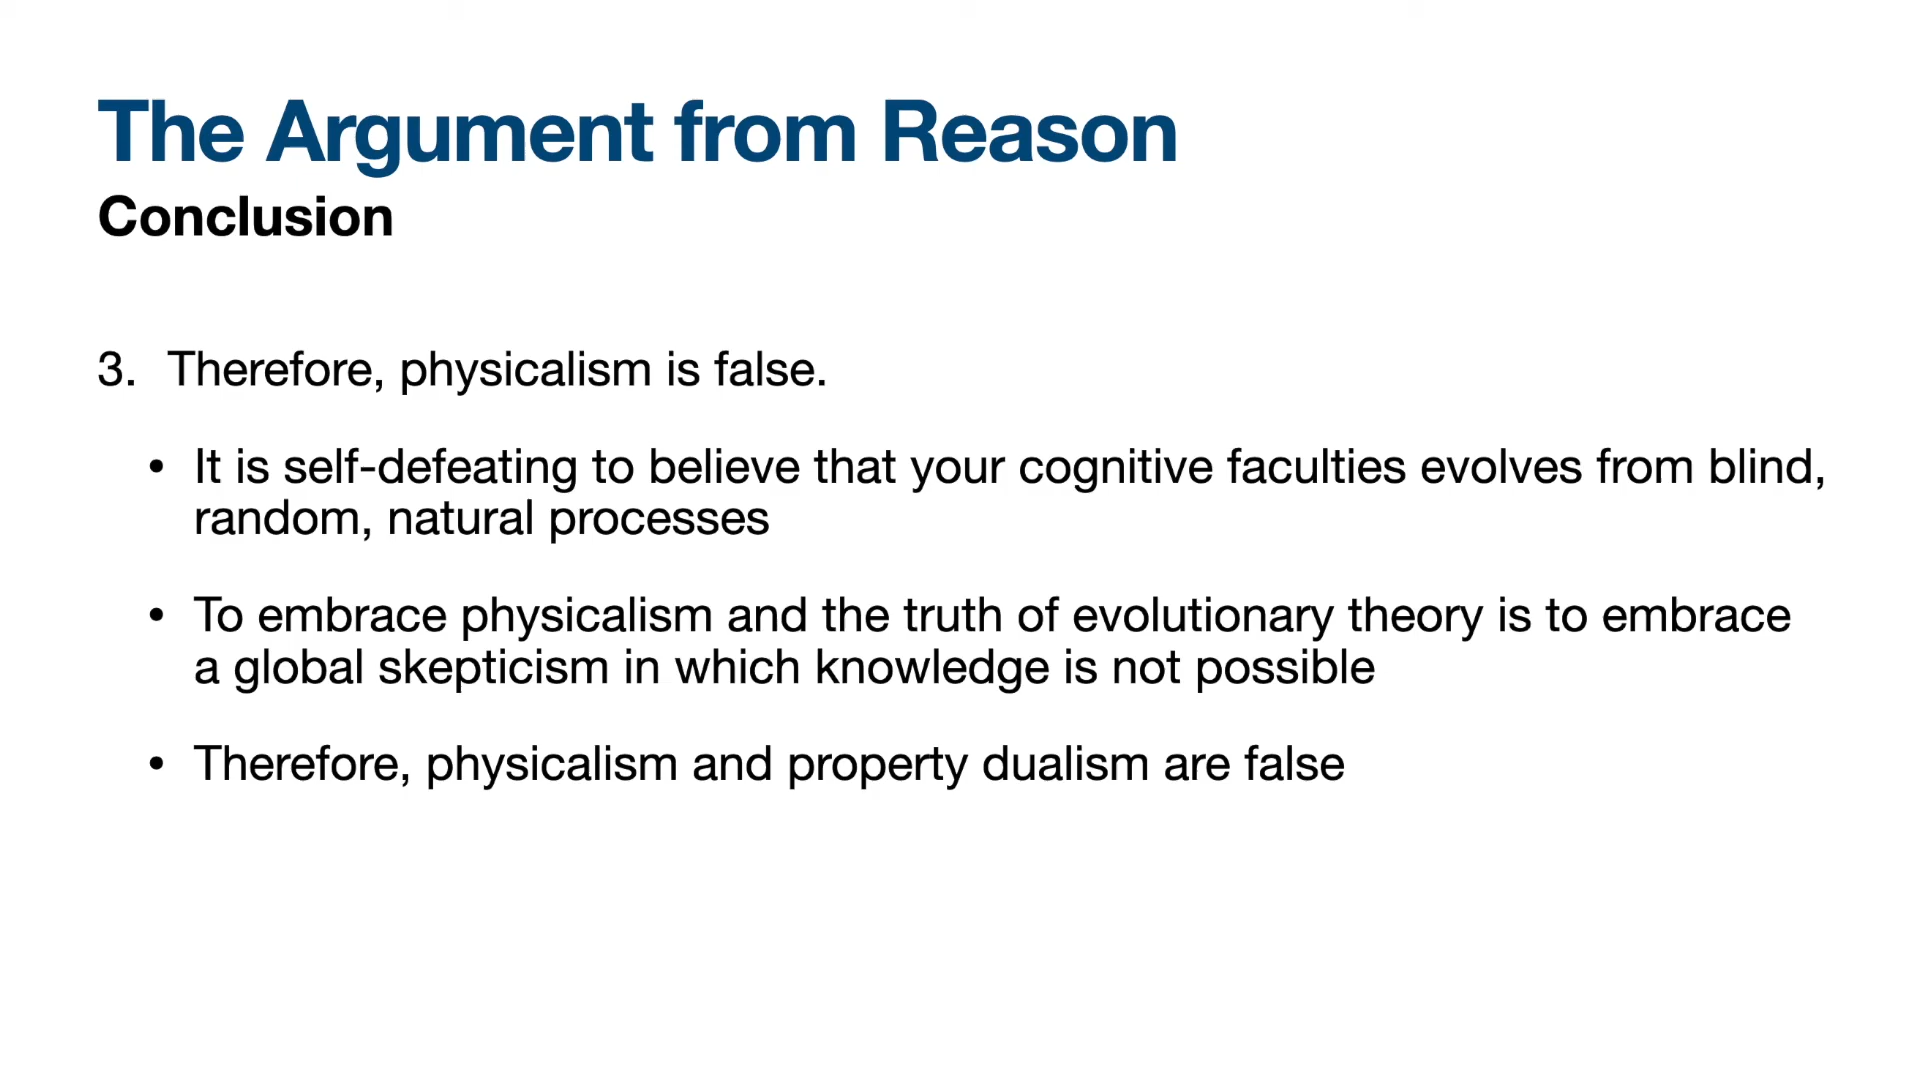 The Argument from Reason
Conclusion
3. Therefore, physicalism is false.
• It is self-defeating to believe that your cognitive faculties evolves from blind,
random, natural processes
• To embrace physicalism and the truth of evolutionary theory is to embrace
a global skepticism in which knowledge is not possible
• Therefore, physicalism and property dualism are false